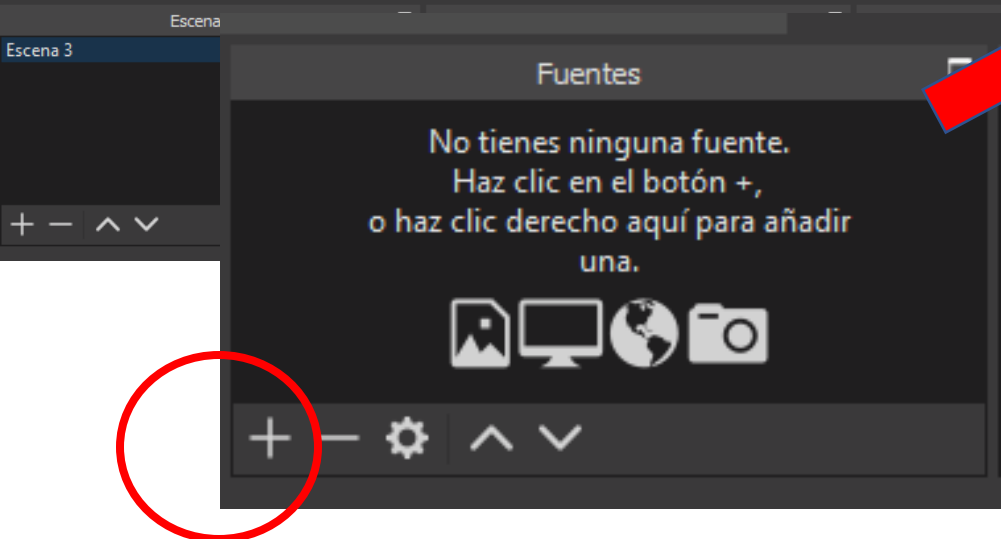 Escena
Escena 3
Fuentes
No tienes ninguna fuente.
Haz clic en el botón +,
o haz clic derecho aquí para añadir
una.